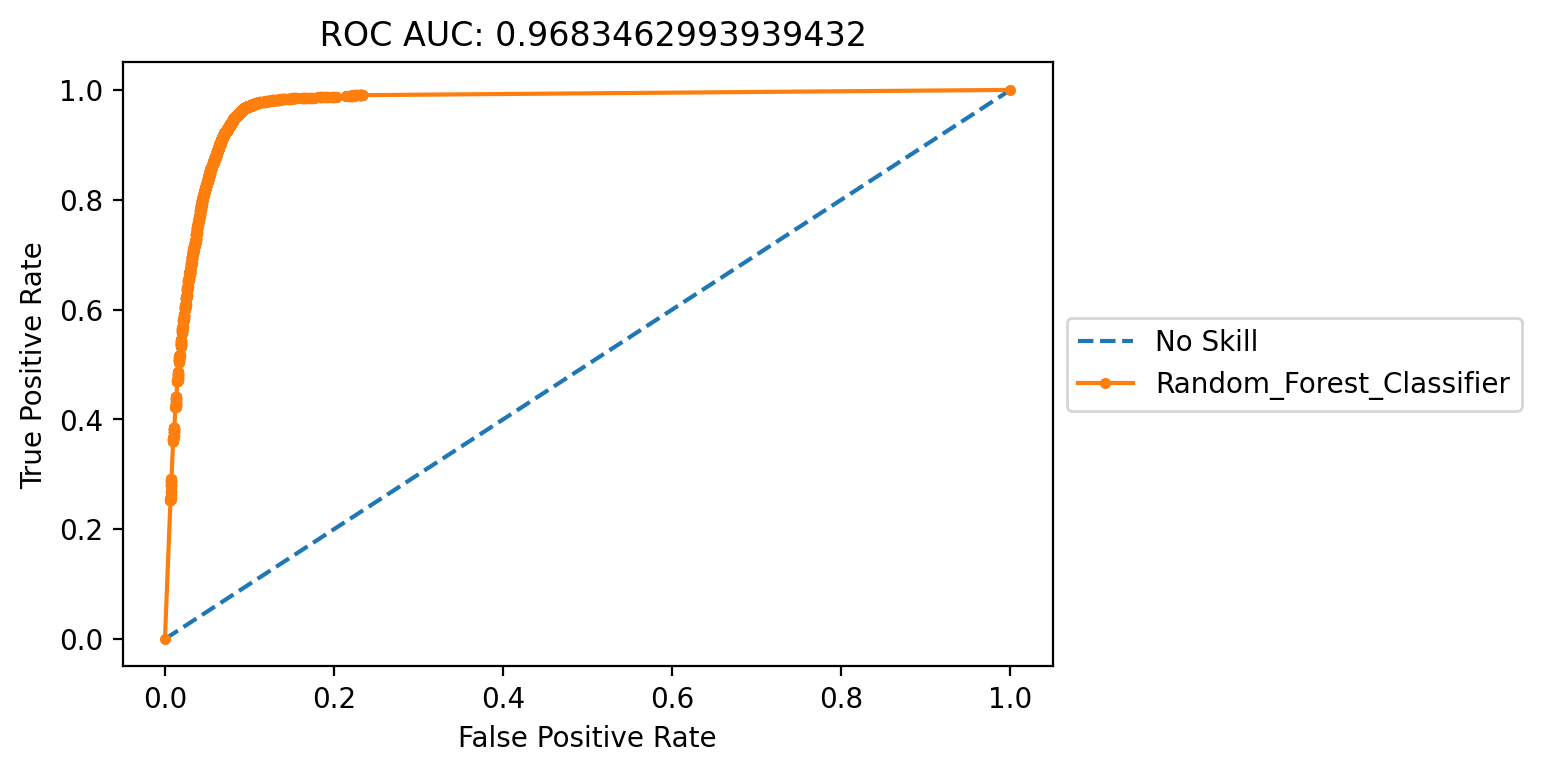 ROC AUC: 0.9683462993939432
True Positive Rate
1.0
0.8
0.6
0.4
0.2
0.0
0.0 0.2 0.4 0.6 0.8 1.0
False Positive Rate
No Skill
Random_Forest_Classifier